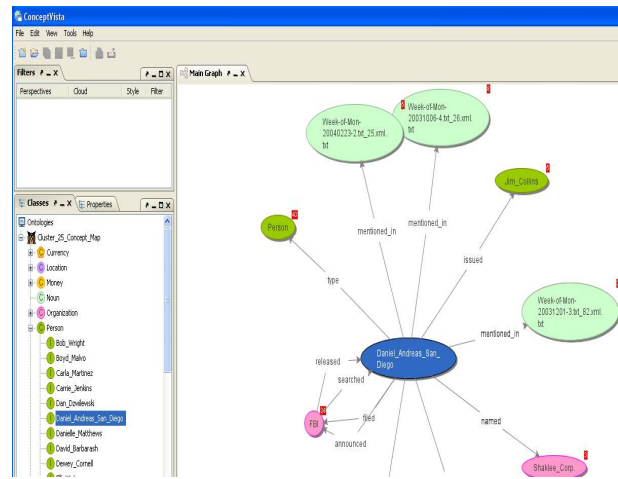 ConceptVista
File Edit View Tools Help
Filters
Main Graph
Perspectives Cloud Style Filter
Week-of-Mon-
20040223-2.txt_25.xml.
txt
Week-of-Mon-
20031006-4.txt_26.xml.
txt
Jim_Collins
Person
mentioned_in
mentioned_in
issued
type
Week-of-Mon-
20031201-3.txt_82.xml.
txt
mentioned_in
Daniel_Andreas_San_
Diego
released
searched
FBI
filed
announced
named
Shaklee_Corp.
Classes Properties
Ontologies
Cluster_25_Concept_Map
Currency
Location
Money
Noun
Organization
Person
Bob_Wright
Boyd_Malvo
Carla_Martinez
Carrie_Jenkins
Dan_Dzwilewski
Daniel_Andreas_San_Diego
Danielle_Matthews
David_Barbarash
Dewey_Cornell